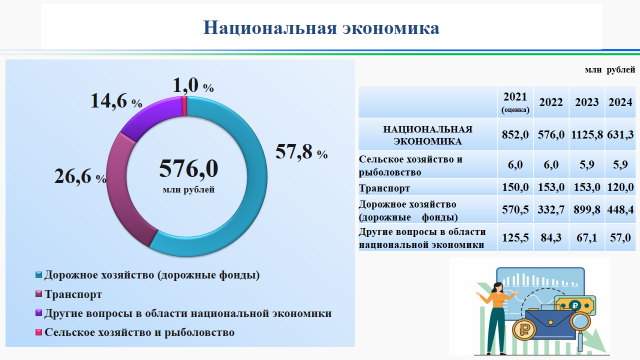 Национальная экономика
млн рублей
1,0 %
14,6 %
57,8 %
26,6 %
576,0
млн рублей
Дорожное хозяйство (дорожные фонды)
Транспорт
Другие вопросы в области национальной экономики
Сельское хозяйство и рыболовство
2021 (оценка) 2022 2023 2024
НАЦИОНАЛЬНАЯ
ЭКОНОМИКА 852,0 576,0 1125,8 631,3
Сельское хозяйство и
рыболовство 6,0 6,0 5,9 5,9
Транспорт 150,0 153,0 153,0 120,0
Дорожное хозяйство
(дорожные фонды) 570,5 332,7 899,8 448,4
Другие вопросы в области
национальной экономики 125,5 84,3 67,1 57,0